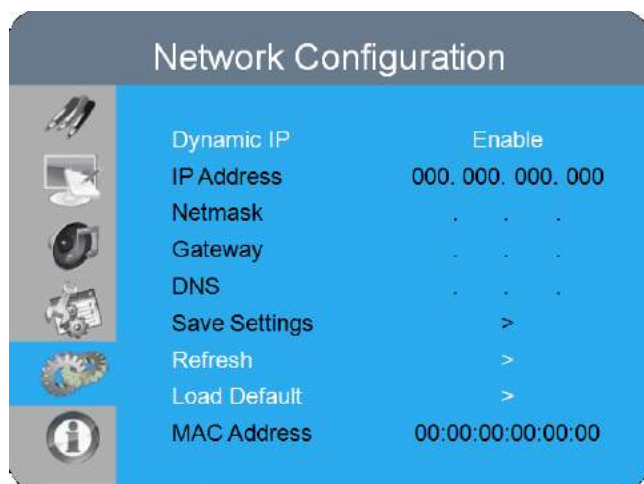 Network Configuration
Dynamic IP Enable
IP Address 000. 000. 000. 000
Netmask . . .
Gateway . . .
DNS . . .
Save Settings >
Refresh >
Load Default >
MAC Address 00:00:00:00:00:00